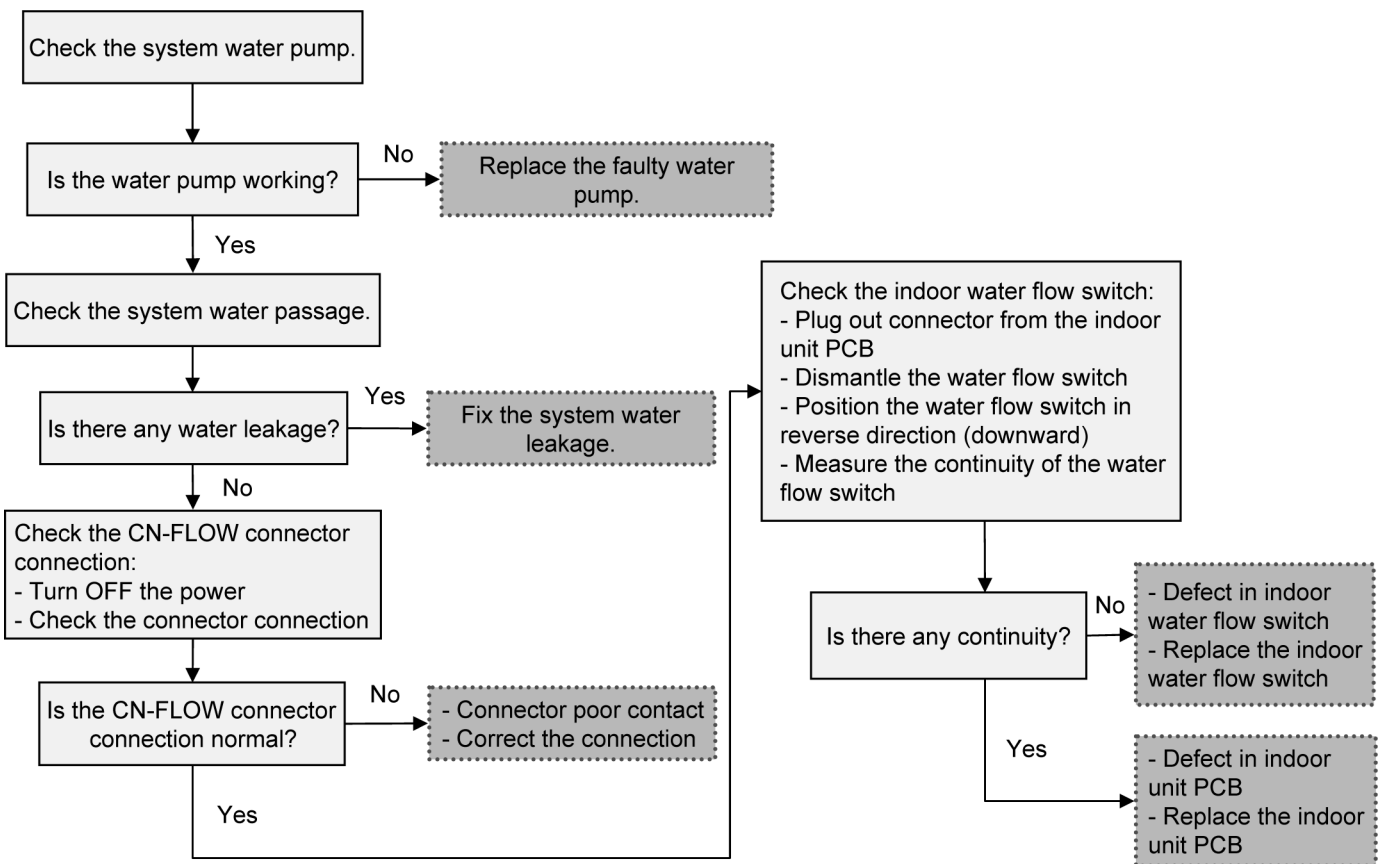 Check the system water pump.
Is the water pump working?
No
Replace the faulty water
pump.
Yes
Check the system water passage.
Is there any water leakage?
Yes
Fix the system water
leakage.
No
Check the CN-FLOW connector
connection:
- Turn OFF the power
- Check the connector connection
Is the CN-FLOW connector
connection normal?
No
- Connector poor contact
- Correct the connection
Yes
Check the indoor water flow switch:
- Plug out connector from the indoor
unit PCB
- Dismantle the water flow switch
- Position the water flow switch in
reverse direction (downward)
- Measure the continuity of the water
flow switch
Is there any continuity?
No
- Defect in indoor
water flow switch
- Replace the indoor
water flow switch
Yes
- Defect in indoor
unit PCB
- Replace the indoor
unit PCB